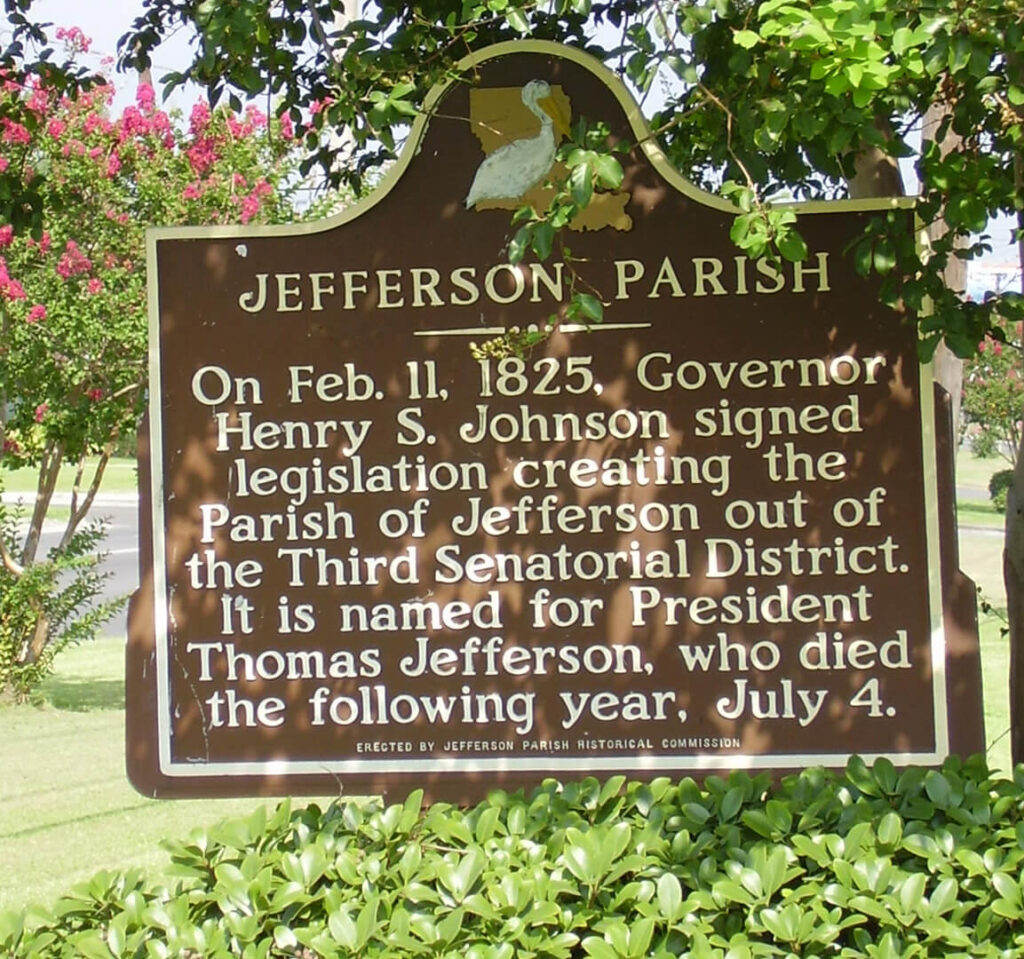 JEFFERSON PARISH
On Feb. 11, 1825, Governor
Henry S. Johnson signed
legislation creating the
Parish of Jefferson out of
the Third Senatorial District.
It is named for President
Thomas Jefferson, who died
the following year, July 4.
ERECTED BY JEFFERSON PARISH HISTORICAL COMMISSION